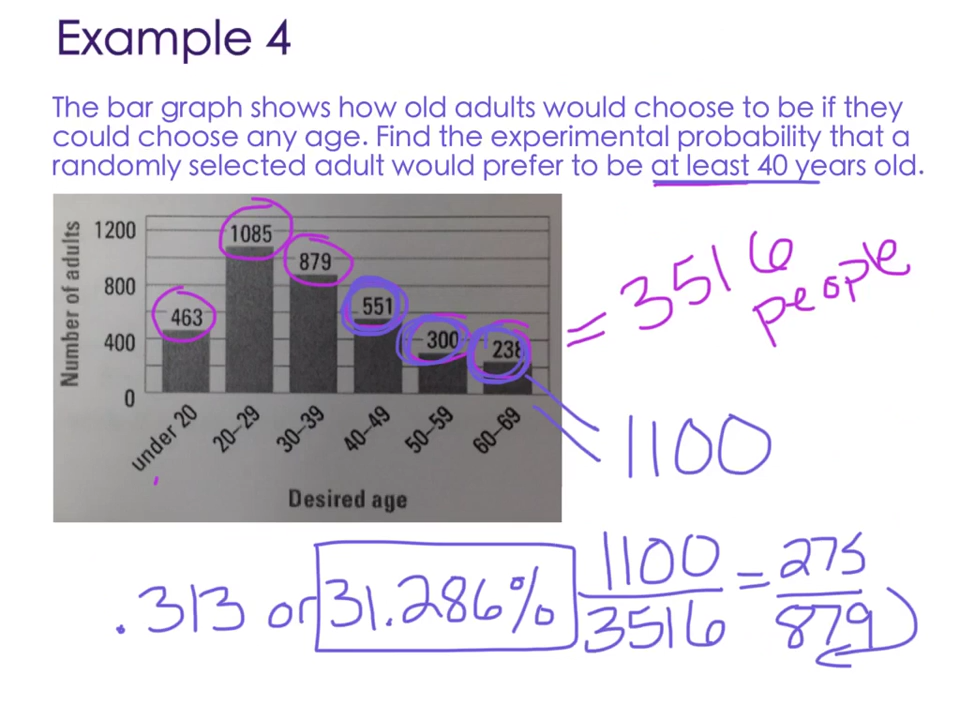 Example 4
The bar graph shows how old adults would choose to be if they
could choose any age. Find the experimental probability that a
randomly selected adult would prefer to be at least 40 years old.
Number of adults
1200
800
400
0
463
1085
879
551
300
238
under 20
20–29
30–39
40–49
50–59
60–69
Desired age
= 3516
people
1100
.313 or 31.286%
1100/3516 = 275/879